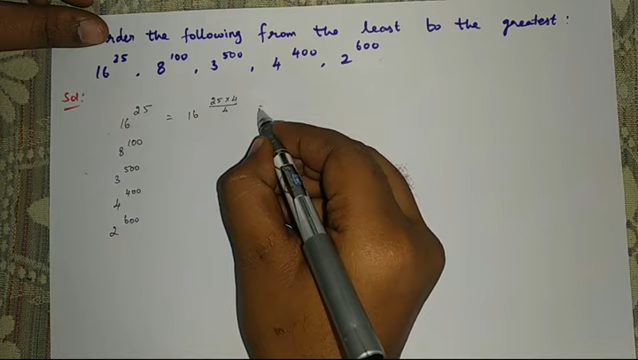 the following from the least to the greatest :
16^25 , 8^100 , 3^500 , 4^400 , 2^600
Sol:
16^25 = 16^(25×4/4) =
8^100
3^500
4^400
2^600